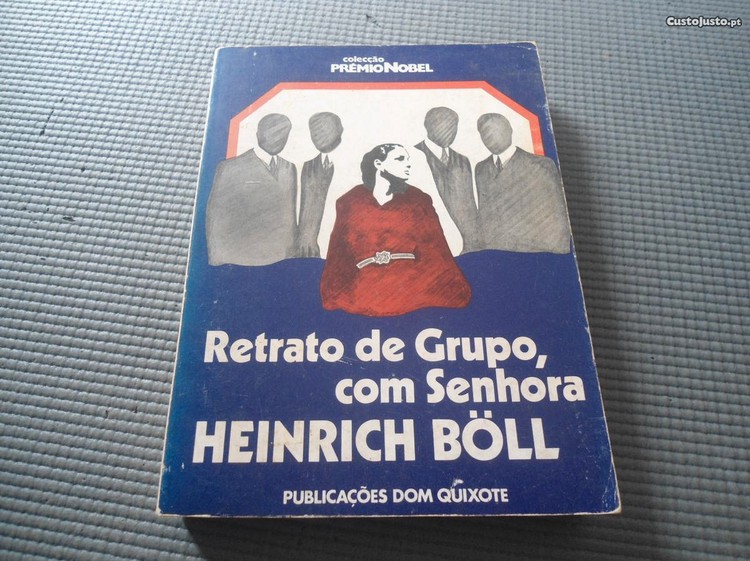 CustoJusto.pt
colecção
PRÉMIO NOBEL
Retrato de Grupo,
com Senhora
HEINRICH BÖLL
PUBLICAÇÕES DOM QUIXOTE